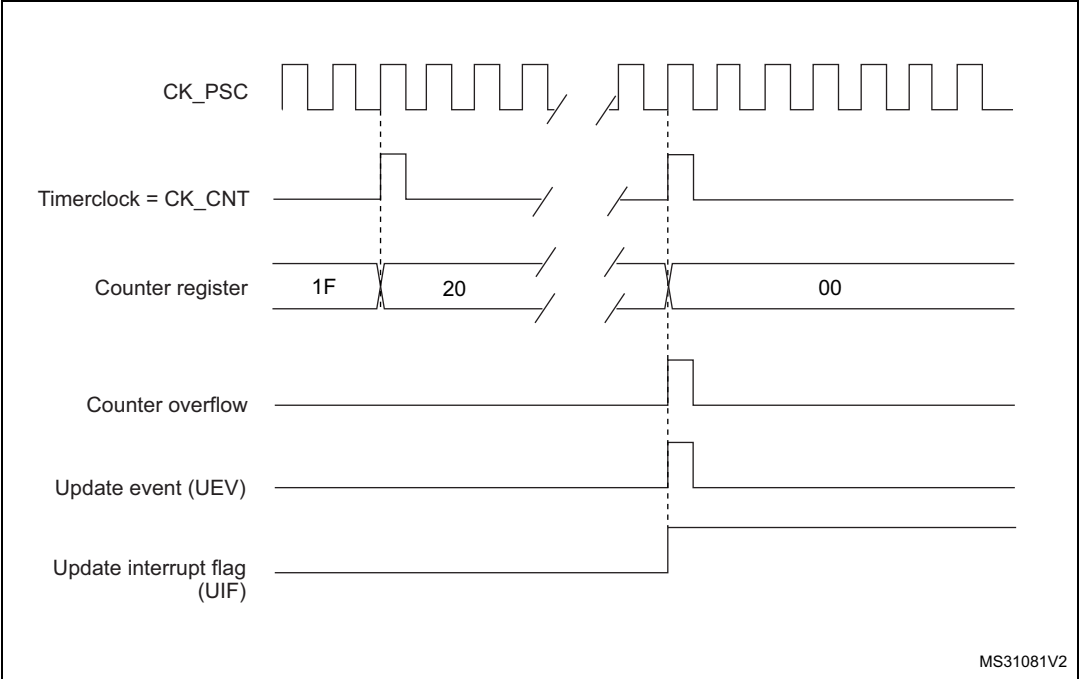 CK_PSC
Timerclock = CK_CNT
Counter register
1F
20
00
Counter overflow
Update event (UEV)
Update interrupt flag
(UIF)
MS31081V2